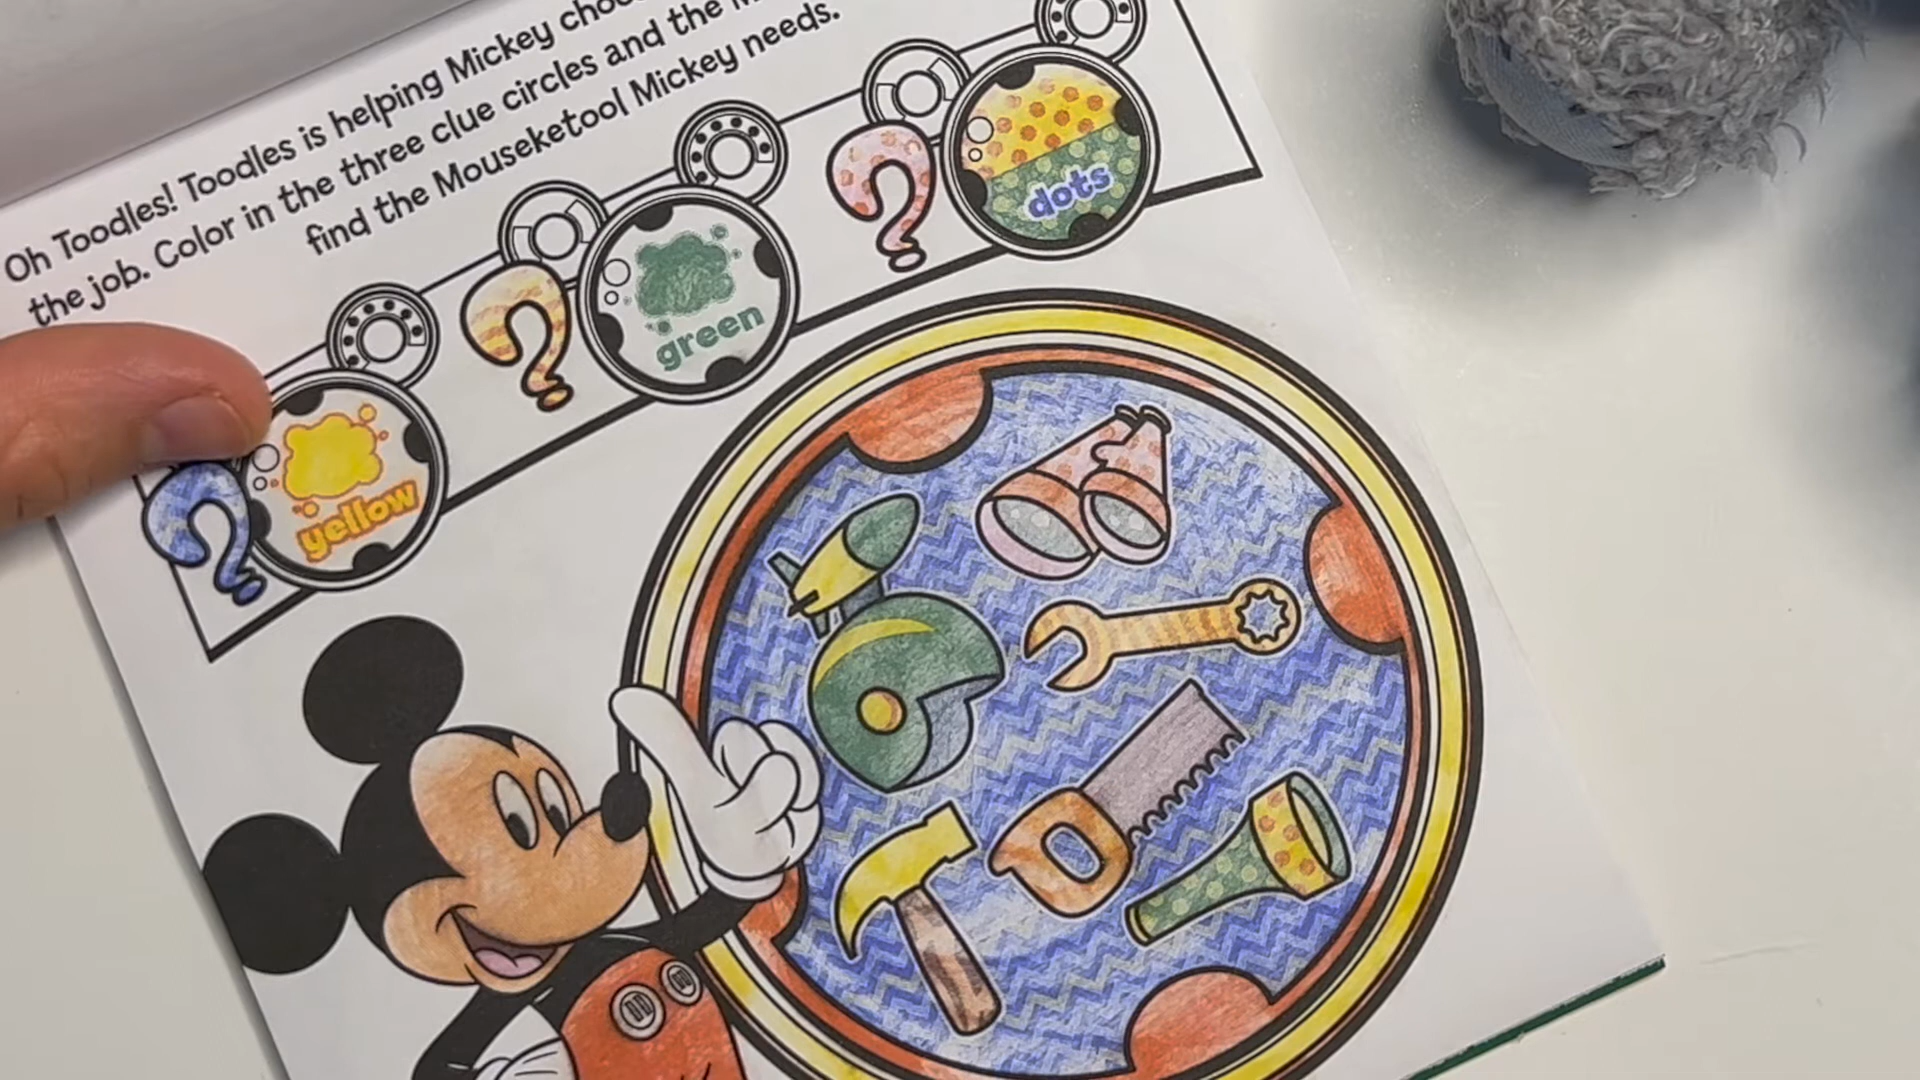 Oh Toodles! Toodles is helping Mickey
the job. Color in the three clue circles and the
find the Mouseketool Mickey needs.
yellow
green
dots